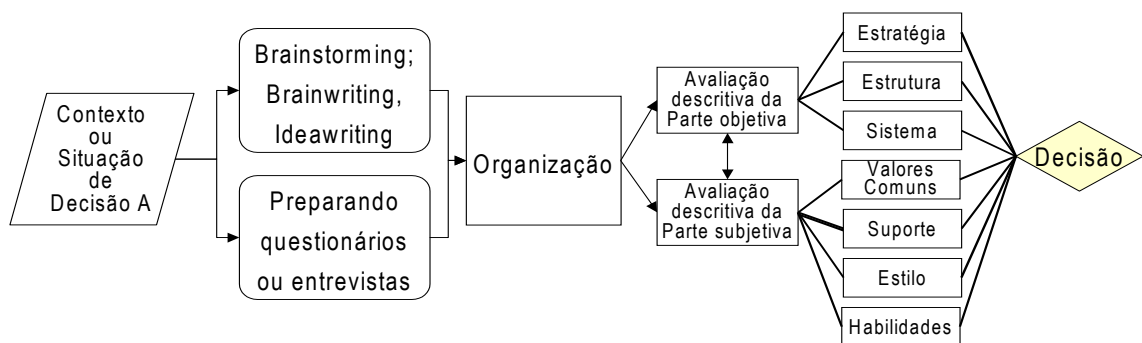 Contexto
ou
Situação
de
Decisão A
Brainstorming;
Brainwriting,
Ideawriting
Preparando
questionários
ou entrevistas
Organização
Avaliação
descritiva da
Parte objetiva
Avaliação
descritiva da
Parte subjetiva
Estratégia
Estrutura
Sistema
Valores
Comuns
Suporte
Estilo
Habilidades
Decisão